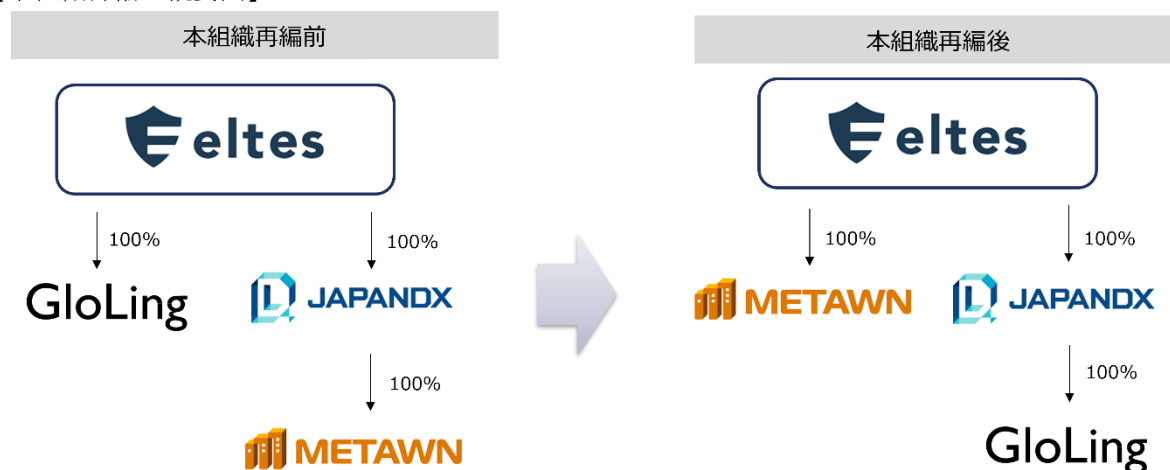 本組織再編前
eltes
100%
100%
GloLing
JAPANDX
100%
METAWN
本組織再編後
eltes
100%
100%
METAWN
JAPANDX
100%
GloLing